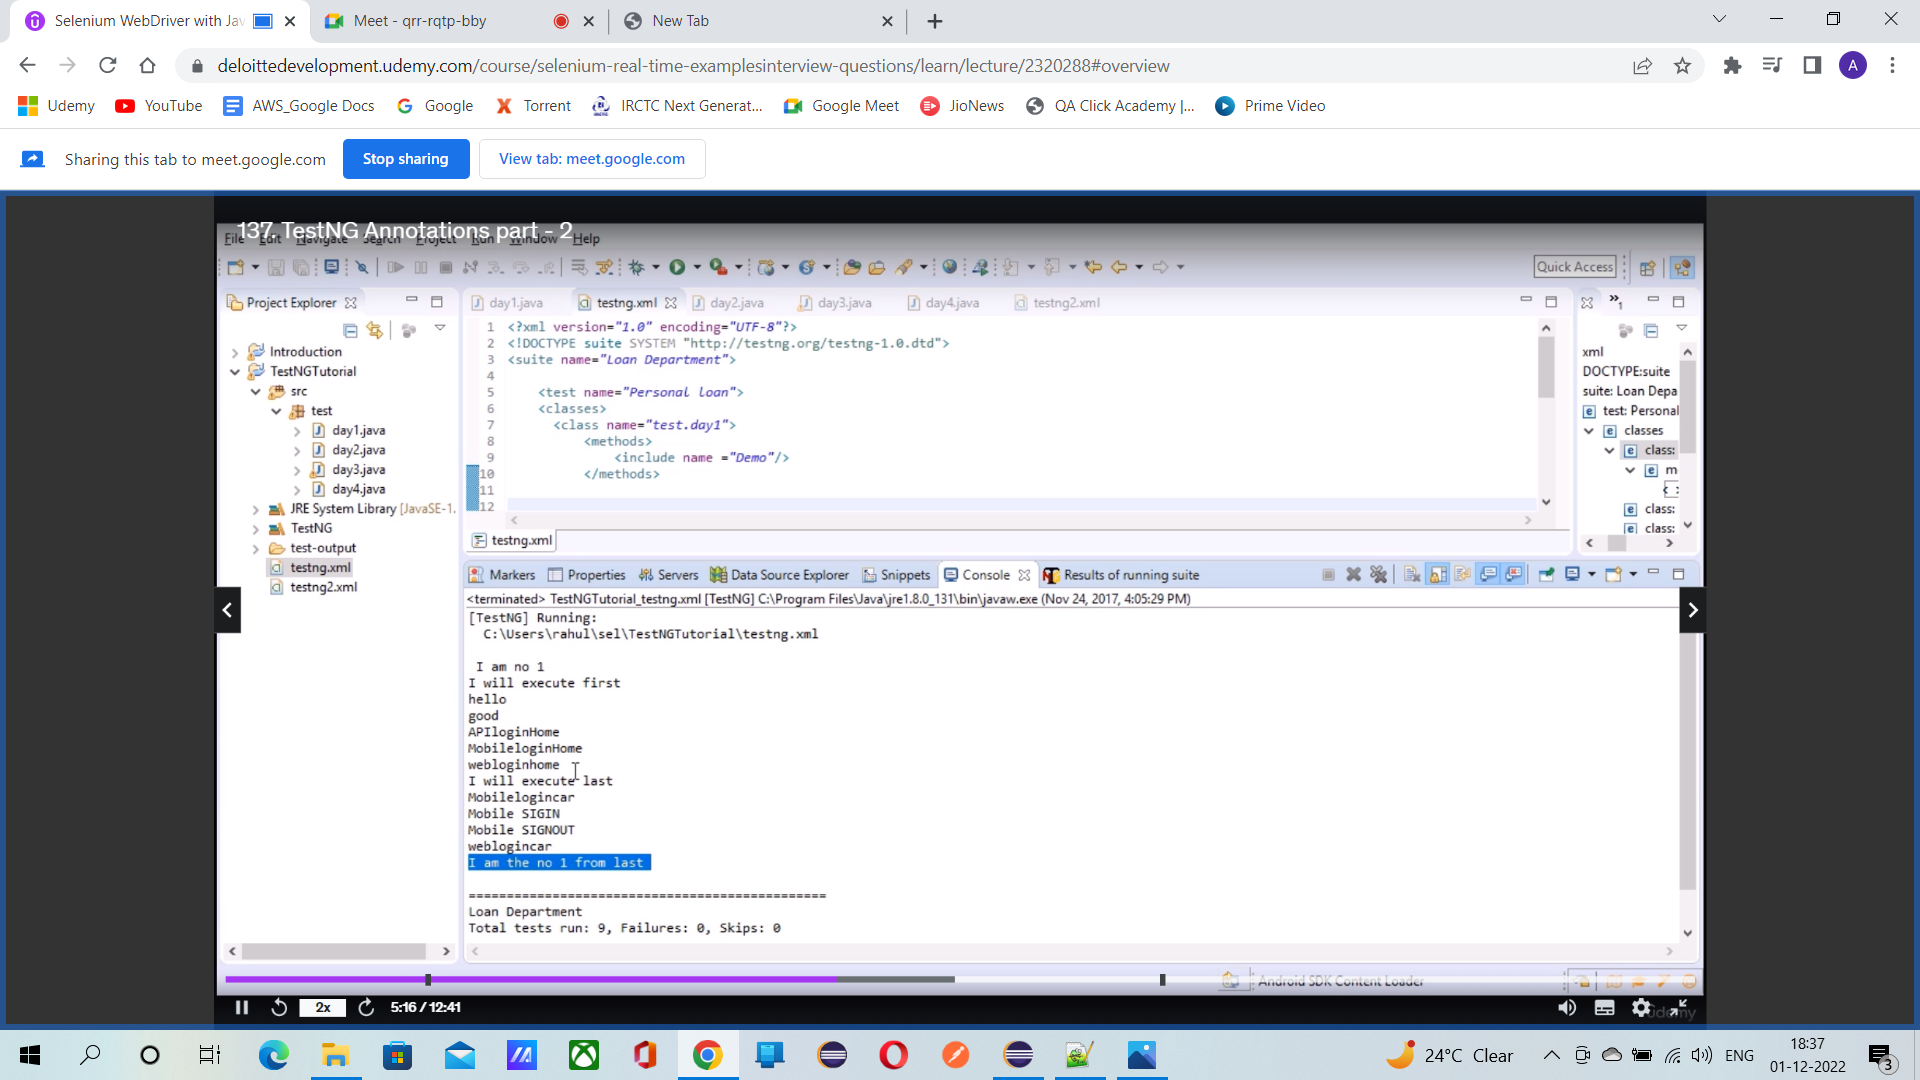 Selenium WebDriver with Jav
Meet - qrr-rqtp-bby
New Tab
deloittedevelopment.udemy.com/course/selenium-real-time-examplesinterview-questions/learn/lecture/2320288#overview
A
Udemy
YouTube
AWS_Google Docs
Google
Torrent
IRCTC Next Generat...
Google Meet
JioNews
QA Click Academy |...
Prime Video
Sharing this tab to meet.google.com
Stop sharing
View tab: meet.google.com
137. TestNG Annotations part - 2
File Edit Navigate Search Project Run Window Help
Quick Access
Project Explorer
day1.java
testng.xml
day2.java
day3.java
day4.java
testng2.xml
Introduction
TestNGTutorial
src
test
day1.java
day2.java
day3.java
day4.java
JRE System Library [JavaSE-1.
TestNG
test-output
testng.xml
testng2.xml
1 <?xml version="1.0" encoding="UTF-8"?>
2 <!DOCTYPE suite SYSTEM "http://testng.org/testng-1.0.dtd">
3 <suite name="Loan Department">
4
5 <test name="Personal loan">
6 <classes>
7 <class name="test.day1">
8 <methods>
9 <include name ="Demo"/>
10 </methods>
11
12
testng.xml
xml
DOCTYPE:suite
suite: Loan Depa
test: Personal
classes
class:
m
class:
class:
Markers
Properties
Servers
Data Source Explorer
Snippets
Console
Results of running suite
<terminated> TestNGTutorial_testng.xml [TestNG] C:\Program Files\Java\jre1.8.0_131\bin\javaw.exe (Nov 24, 2017, 4:05:29 PM)
[TestNG] Running:
C:\Users\rahul\sel\TestNGTutorial\testng.xml
I am no 1
I will execute first
hello
good
APIloginHome
MobileloginHome
webloginhome
I will execute last
Mobilelogincar
Mobile SIGIN
Mobile SIGNOUT
weblogincar
I am the no 1 from last
===============================================
Loan Department
Total tests run: 9, Failures: 0, Skips: 0
Android SDK Content Loader
2x
5:16 / 12:41
Udemy
24°C Clear
ENG
18:37
01-12-2022
3